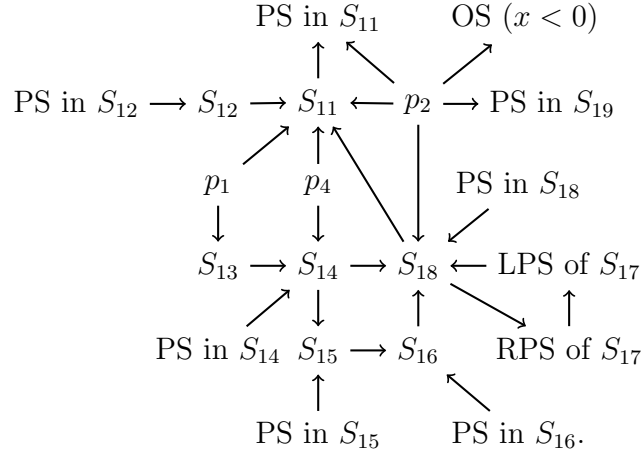 PS in S₁₁ OS (x < 0)
PS in S₁₂ S₁₂ S₁₁ p₂ PS in S₁₉
p₁ p₄ PS in S₁₈
S₁₃ S₁₄ S₁₈ LPS of S₁₇
PS in S₁₄ S₁₅ S₁₆ RPS of S₁₇
PS in S₁₅ PS in S₁₆.